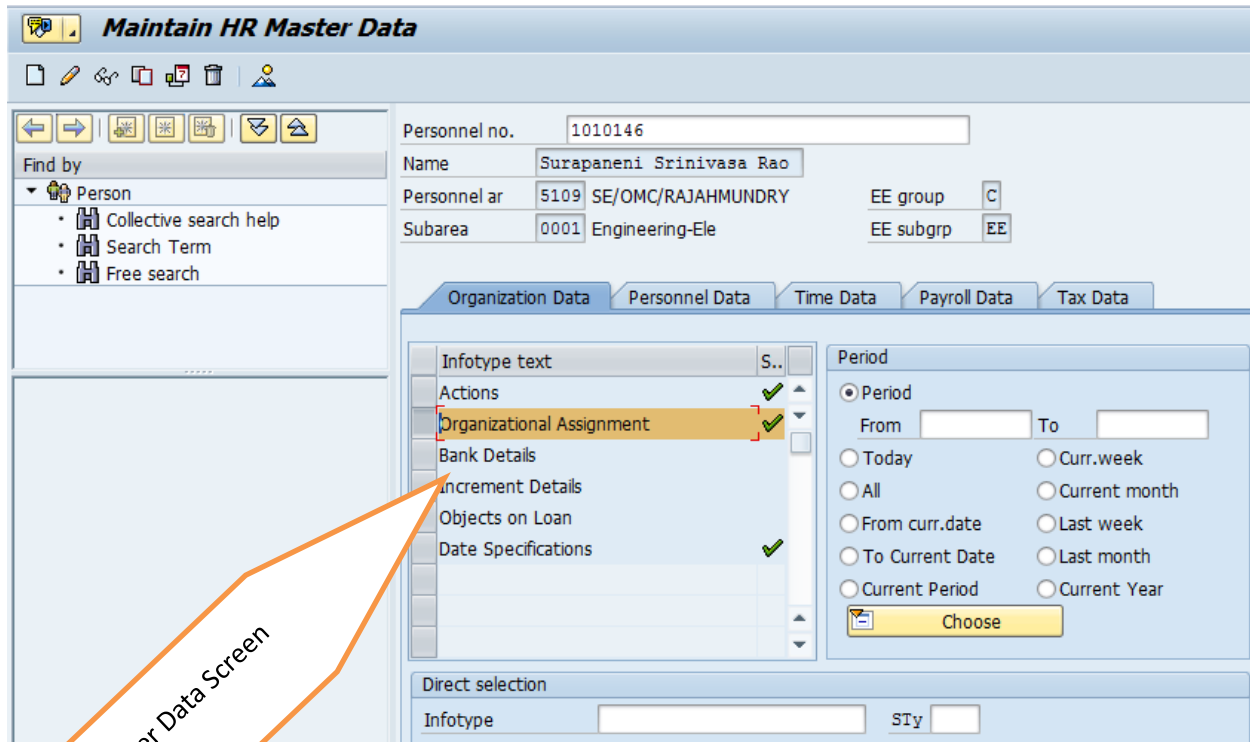 Maintain HR Master Data
Find by
Person
Collective search help
Search Term
Free search
Personnel no. 1010146
Name Surapaneni Srinivasa Rao
Personnel ar 5109 SE/OMC/RAJAHMUNDRY EE group C
Subarea 0001 Engineering-Ele EE subgrp EE
Organization Data Personnel Data Time Data Payroll Data Tax Data
Infotype text S..
Actions
Organizational Assignment
Bank Details
Increment Details
Objects on Loan
Date Specifications
Period
Period
From To
Today Curr.week
All Current month
From curr.date Last week
To Current Date Last month
Current Period Current Year
Choose
Direct selection
Infotype STy
er Data Screen